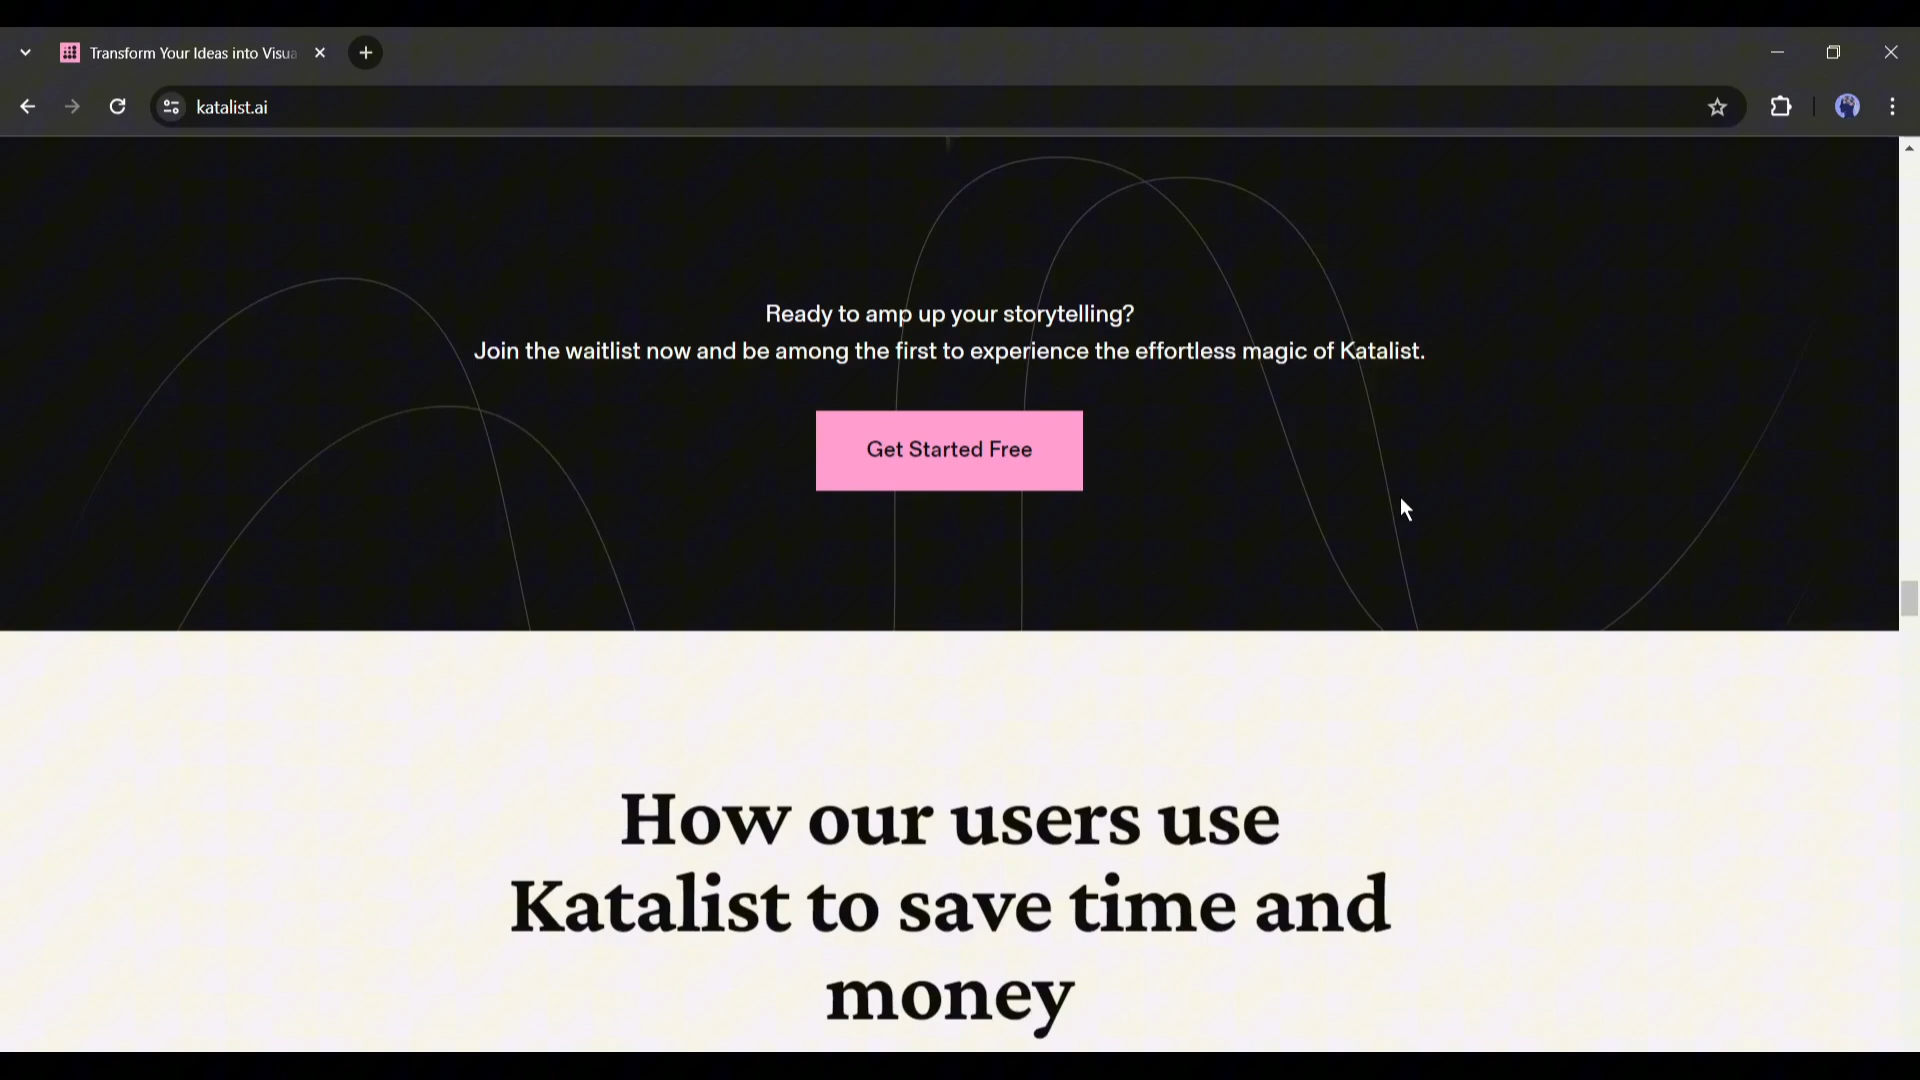 Transform Your Ideas into Visua
katalist.ai
Ready to amp up your storytelling?
Join the waitlist now and be among the first to experience the effortless magic of Katalist.
Get Started Free
How our users use
Katalist to save time and
money